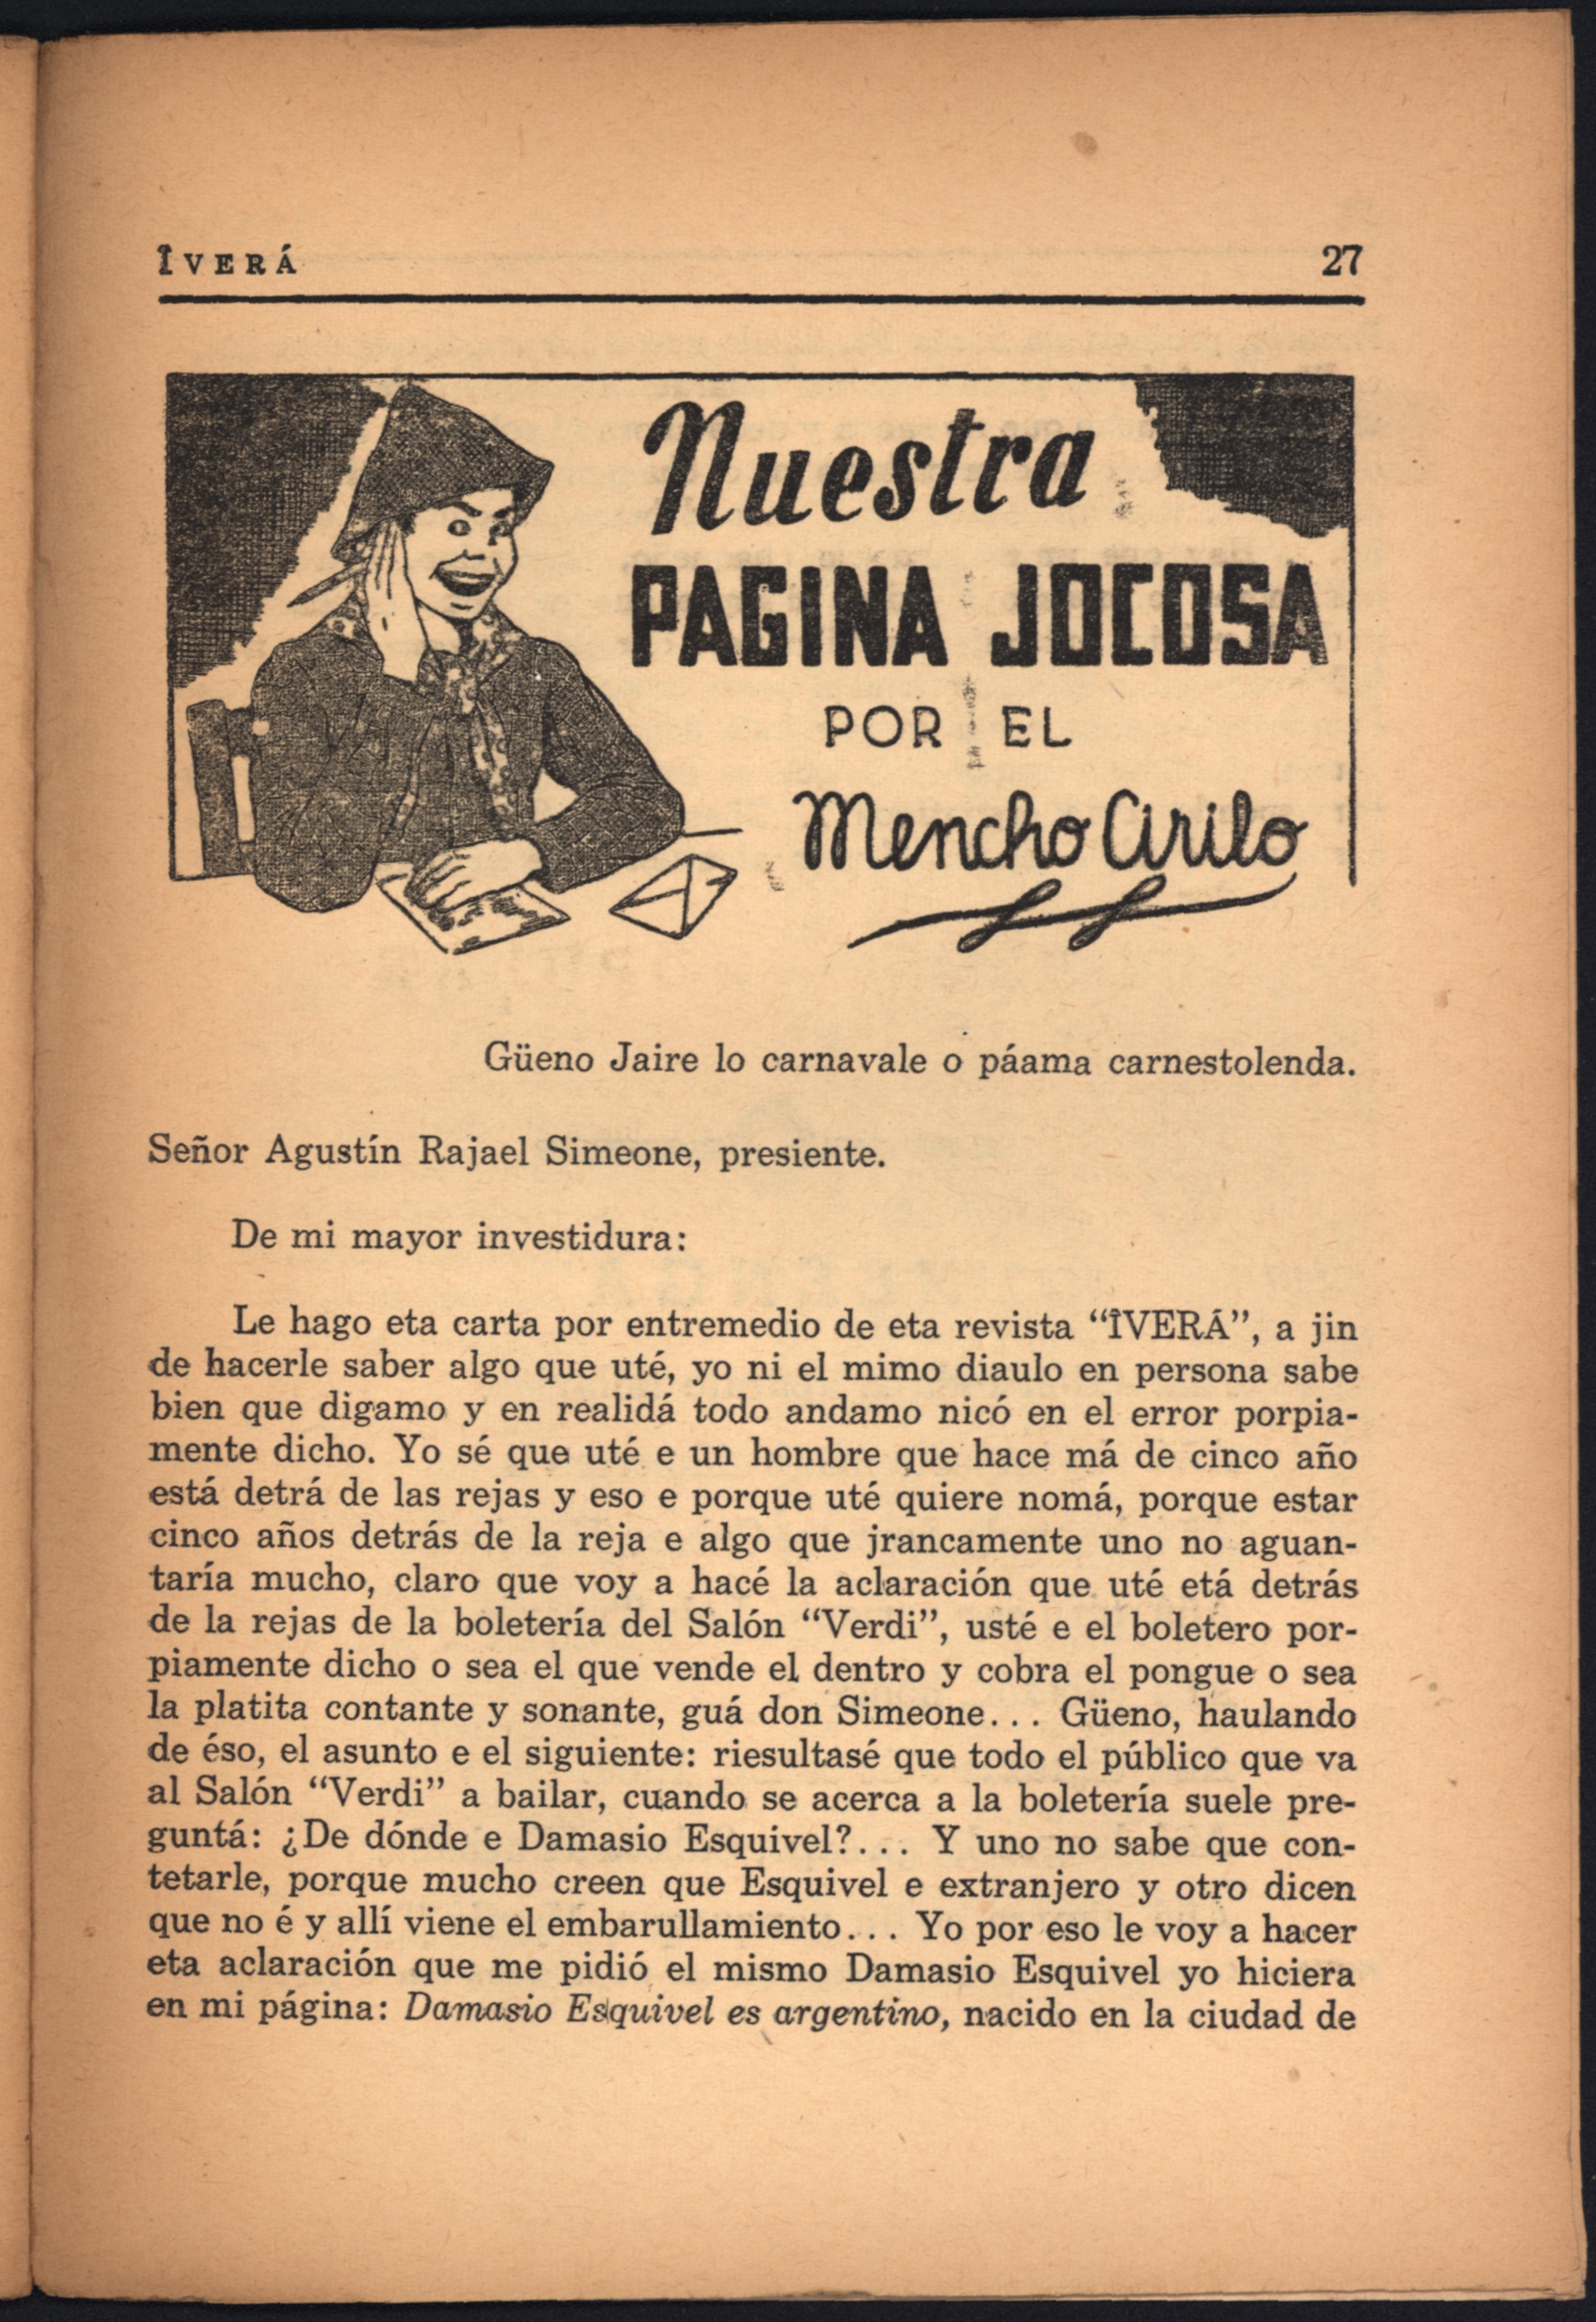 ÎVERÁ 27
Nuestra
PAGINA JOCOSA
POR EL
Mencho Cirilo
Güeno Jaire lo carnavale o páama carnestolenda.
Señor Agustín Rajael Simeone, presiente.
De mi mayor investidura:
Le hago eta carta por entremedio de eta revista “ÎVERÁ”, a jin
de hacerle saber algo que uté, yo ni el mimo diaulo en persona sabe
bien que digamo y en realidá todo andamo nicó en el error porpia-
mente dicho. Yo sé que uté e un hombre que hace má de cinco año
está detrá de las rejas y eso e porque uté quiere nomá, porque estar
cinco años detrás de la reja e algo que jrancamente uno no aguan-
taría mucho, claro que voy a hacé la aclaración que uté etá detrás
de la rejas de la boletería del Salón “Verdi”, usté e el boletero por-
piamente dicho o sea el que vende el dentro y cobra el pongue o sea
la platita contante y sonante, guá don Simeone... Güeno, haulando
de éso, el asunto e el siguiente: riesultasé que todo el público que va
al Salón “Verdi” a bailar, cuando se acerca a la boletería suele pre-
guntá: ¿De dónde e Damasio Esquivel?... Y uno no sabe que con-
tetarle, porque mucho creen que Esquivel e extranjero y otro dicen
que no é y allí viene el embarullamiento... Yo por eso le voy a hacer
eta aclaración que me pidió el mismo Damasio Esquivel yo hiciera
en mi página: Damasio Esquivel es argentino, nacido en la ciudad de